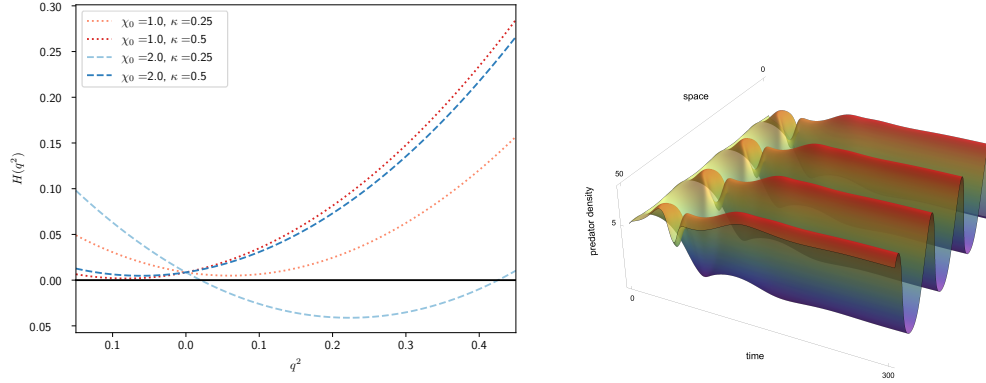 0.30
0.25
0.20
0.15
0.10
0.05
0.00
0.05
H(q²)
0.1
0.0
0.1
0.2
0.3
0.4
q²
χ₀ =1.0, κ =0.25
χ₀ =1.0, κ =0.5
χ₀ =2.0, κ =0.25
χ₀ =2.0, κ =0.5
0
space
50
5
predator density
0
time
300